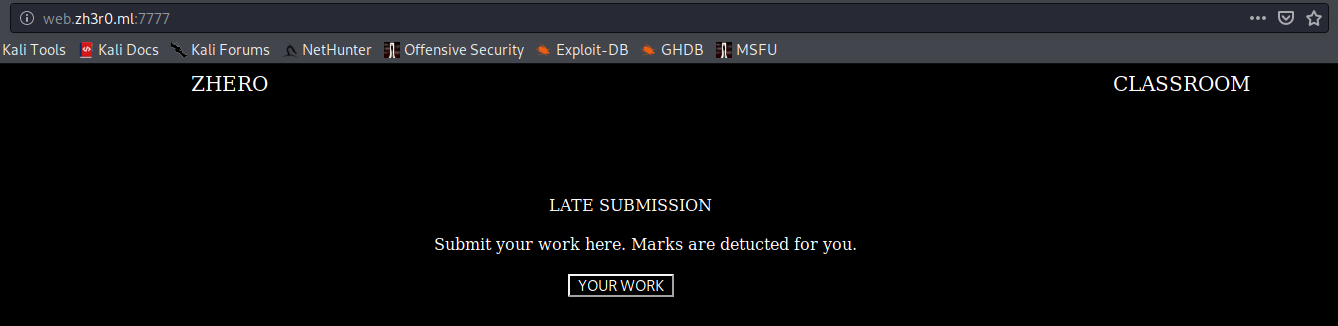 web.zh3r0.ml:7777
Kali Tools Kali Docs Kali Forums NetHunter Offensive Security Exploit-DB GHDB MSFU
ZHERO CLASSROOM
LATE SUBMISSION
Submit your work here. Marks are detucted for you.
YOUR WORK